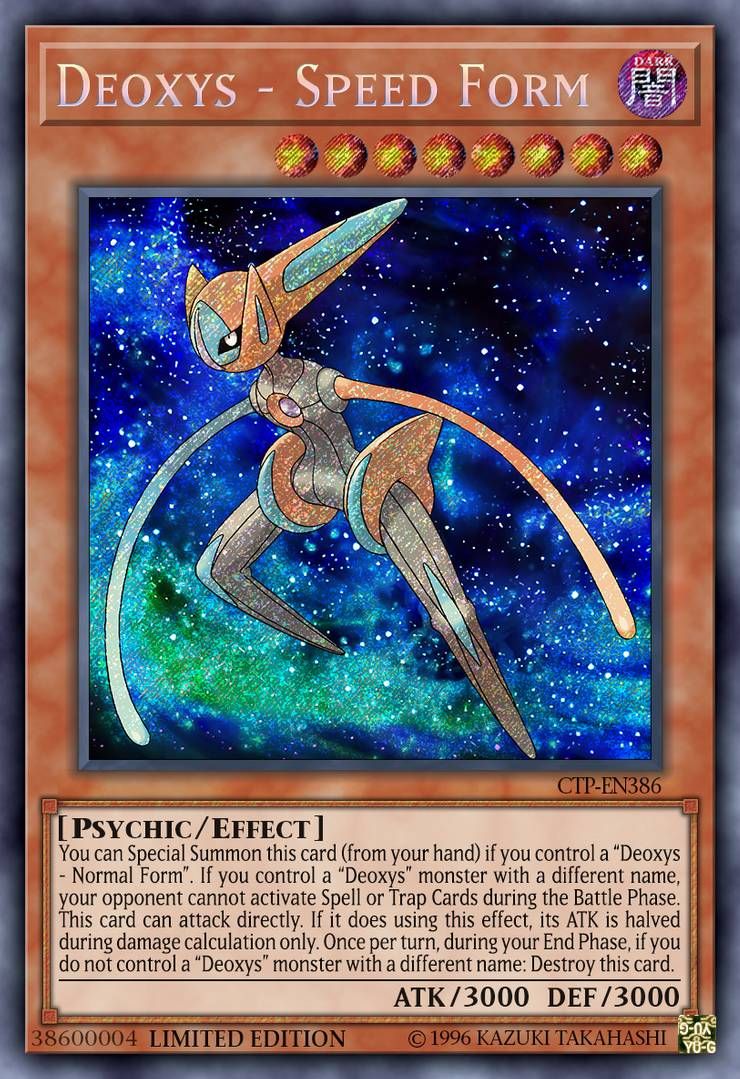 Deoxys - Speed Form
DARK
闇
CTP-EN386
[Psychic/Effect]
You can Special Summon this card (from your hand) if you control a “Deoxys
- Normal Form”. If you control a “Deoxys” monster with a different name,
your opponent cannot activate Spell or Trap Cards during the Battle Phase.
This card can attack directly. If it does using this effect, its ATK is halved
during damage calculation only. Once per turn, during your End Phase, if you
do not control a “Deoxys” monster with a different name: Destroy this card.
ATK/3000 DEF/3000
38600004 LIMITED EDITION © 1996 KAZUKI TAKAHASHI